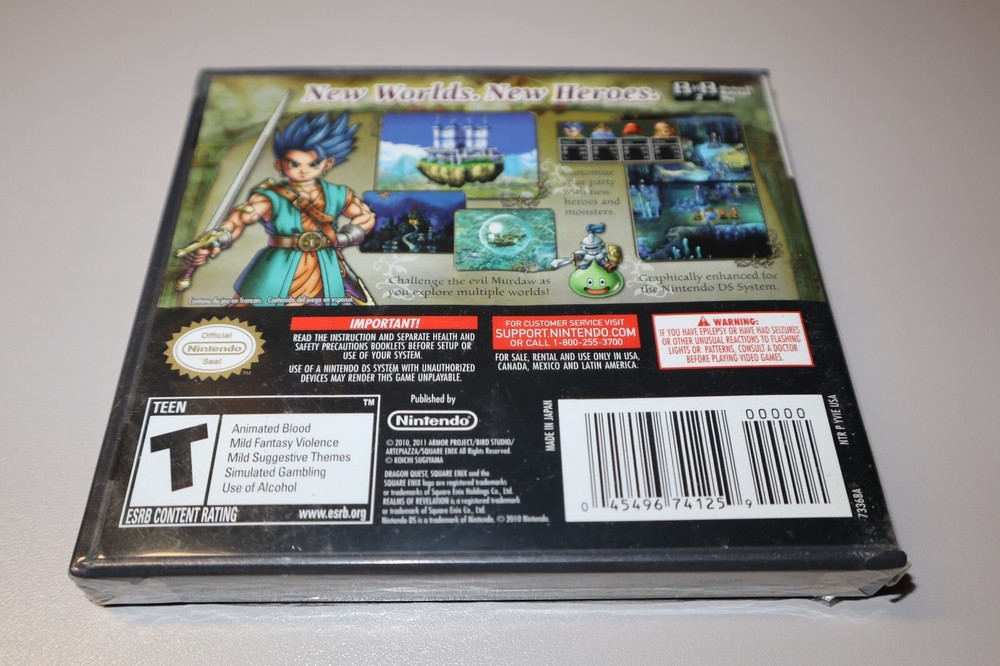 New Worlds. New Heroes.
Customize
your party
with new
heroes and
monsters.
Challenge the evil Murdaw as
you explore multiple worlds!
Graphically enhanced for
the Nintendo DS System.
Contenu du jeu en francais Contenido del juego en español
Official
Nintendo
Seal
TM
IMPORTANT!
READ THE INSTRUCTION AND SEPARATE HEALTH AND
SAFETY PRECAUTIONS BOOKLETS BEFORE SETUP OR
USE OF YOUR SYSTEM.
USE OF A NINTENDO DS SYSTEM WITH UNAUTHORIZED
DEVICES MAY RENDER THIS GAME UNPLAYABLE.
FOR CUSTOMER SERVICE VISIT
SUPPORT.NINTENDO.COM
OR CALL 1-800-255-3700
FOR SALE, RENTAL AND USE ONLY IN USA,
CANADA, MEXICO AND LATIN AMERICA.
WARNING:
IF YOU HAVE EPILEPSY OR HAVE HAD SEIZURES
OR OTHER UNUSUAL REACTIONS TO FLASHING
LIGHTS OR PATTERNS, CONSULT A DOCTOR
BEFORE PLAYING VIDEO GAMES.
TEEN
TM
T
Animated Blood
Mild Fantasy Violence
Mild Suggestive Themes
Simulated Gambling
Use of Alcohol
ESRB CONTENT RATING www.esrb.org
Published by
Nintendo
© 2010, 2011 ARMOR PROJECT/BIRD STUDIO/
ARTEPIAZZA/SQUARE ENIX All Rights Reserved.
© KOICHI SUGIYAMA
DRAGON QUEST, SQUARE ENIX and the
SQUARE ENIX logo are registered trademarks
or trademarks of Square Enix Holdings Co., Ltd.
REALMS OF REVELATION is a registered trademark
or trademark of Square Enix Co., Ltd.
Nintendo DS is a trademark of Nintendo. © 2010 Nintendo.
MADE IN JAPAN
00000
0 45496 74125 9
NTR P YVIE USA
73368A